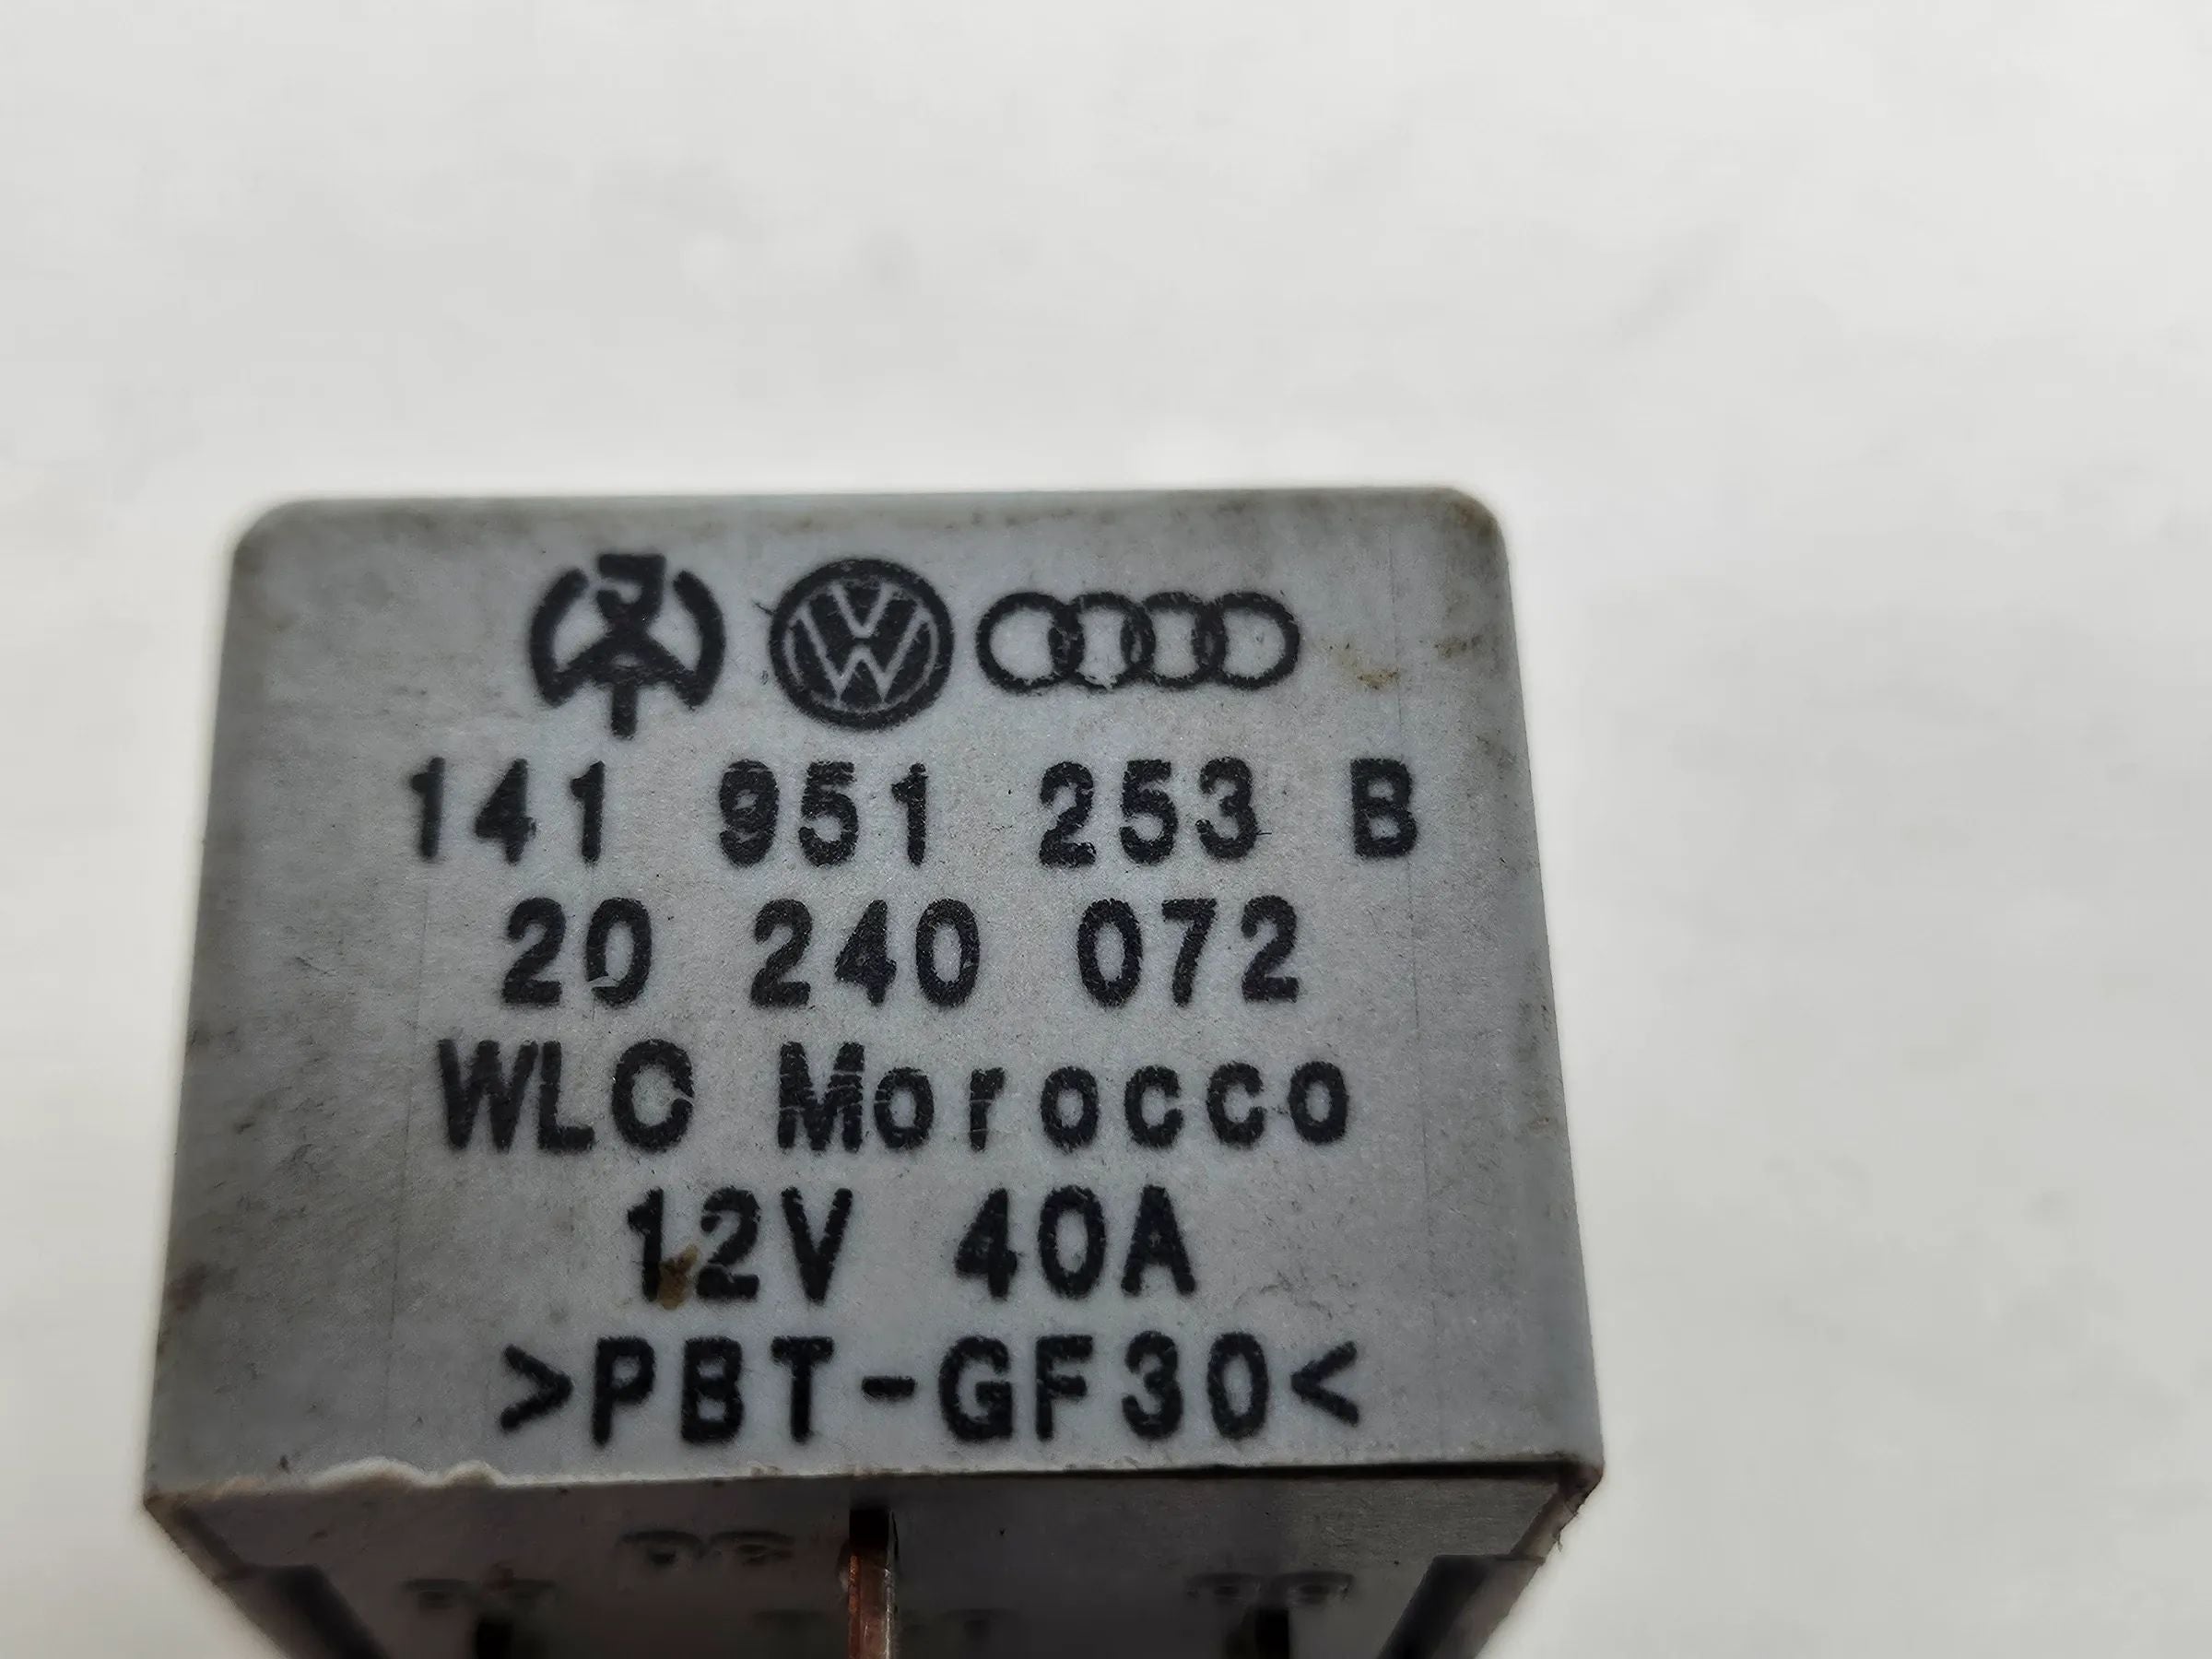 141 951 253 B
20 240 072
WLC Morocco
12V 40A
>PBT-GF30<